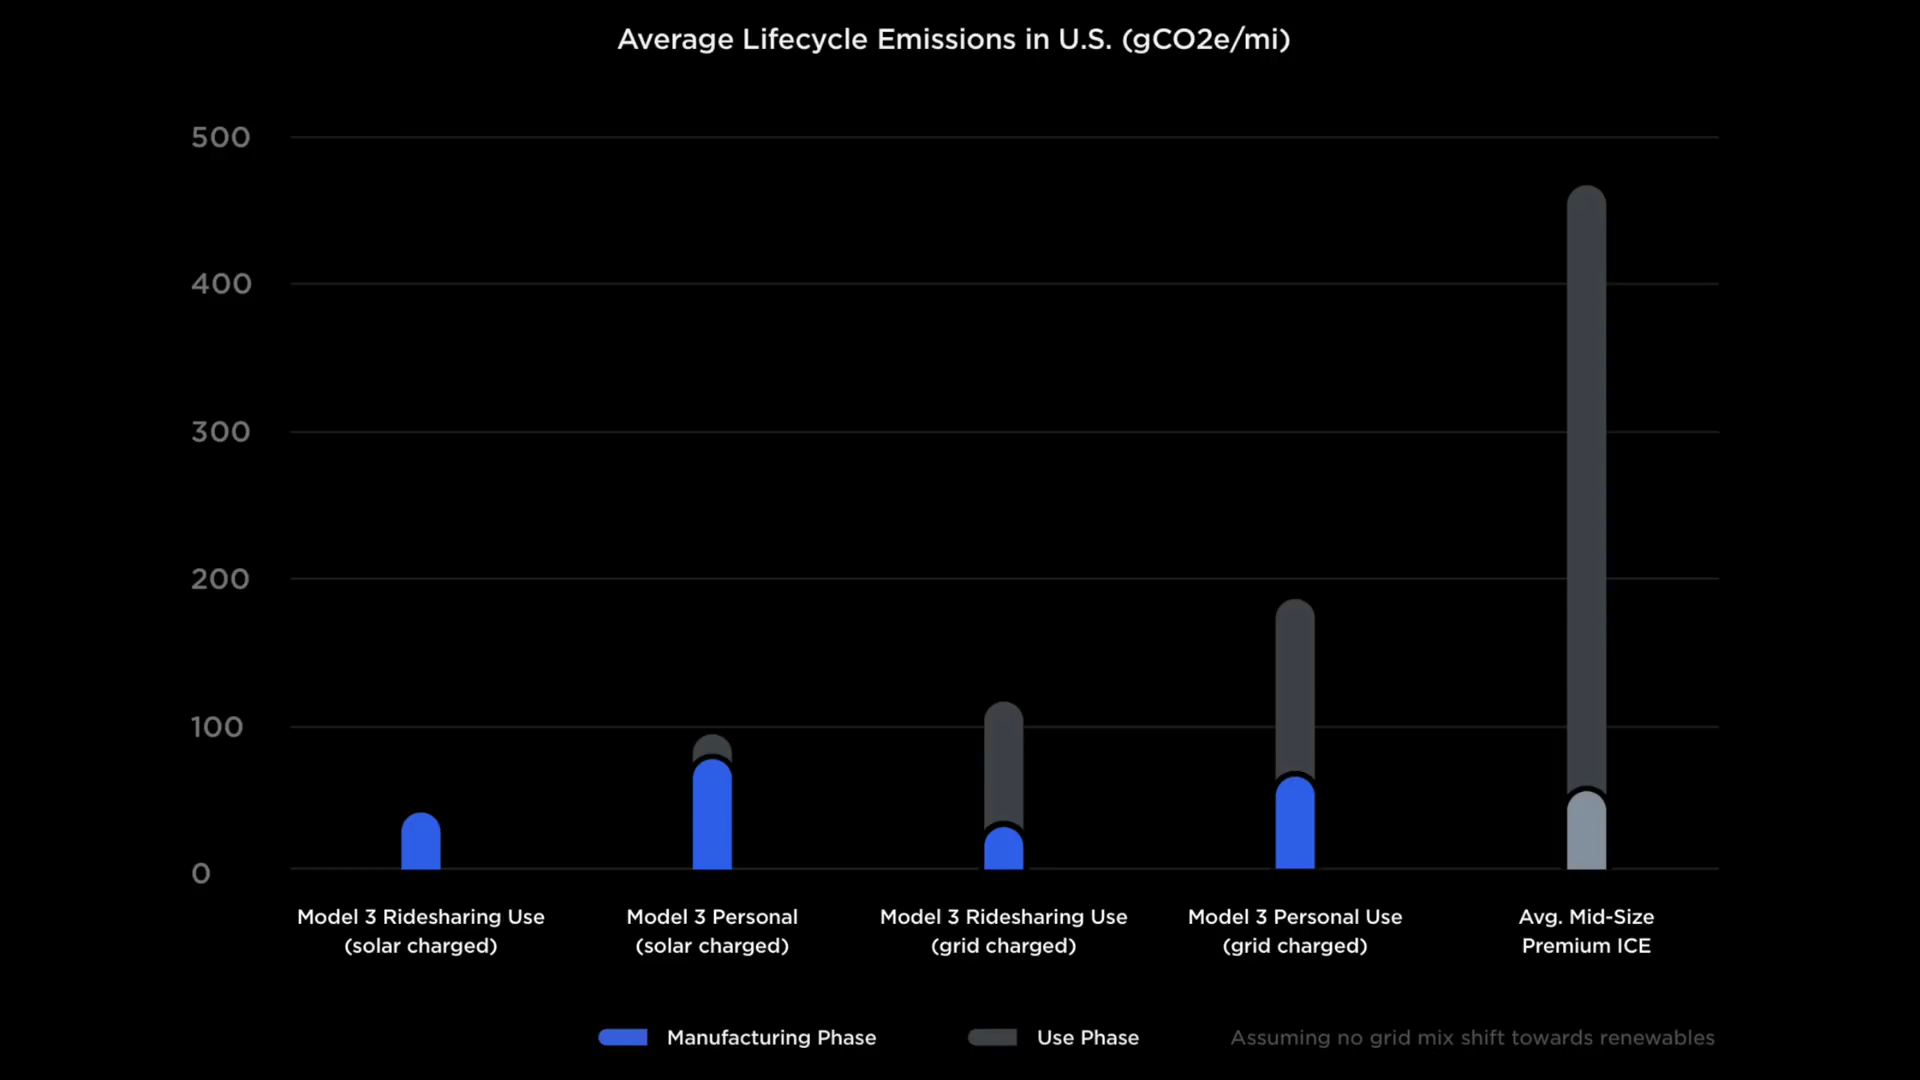 Average Lifecycle Emissions in U.S. (gCO2e/mi)
500
400
300
200
100
0
Model 3 Ridesharing Use
(solar charged)
Model 3 Personal
(solar charged)
Model 3 Ridesharing Use
(grid charged)
Model 3 Personal Use
(grid charged)
Avg. Mid-Size
Premium ICE
Manufacturing Phase
Use Phase
Assuming no grid mix shift towards renewables